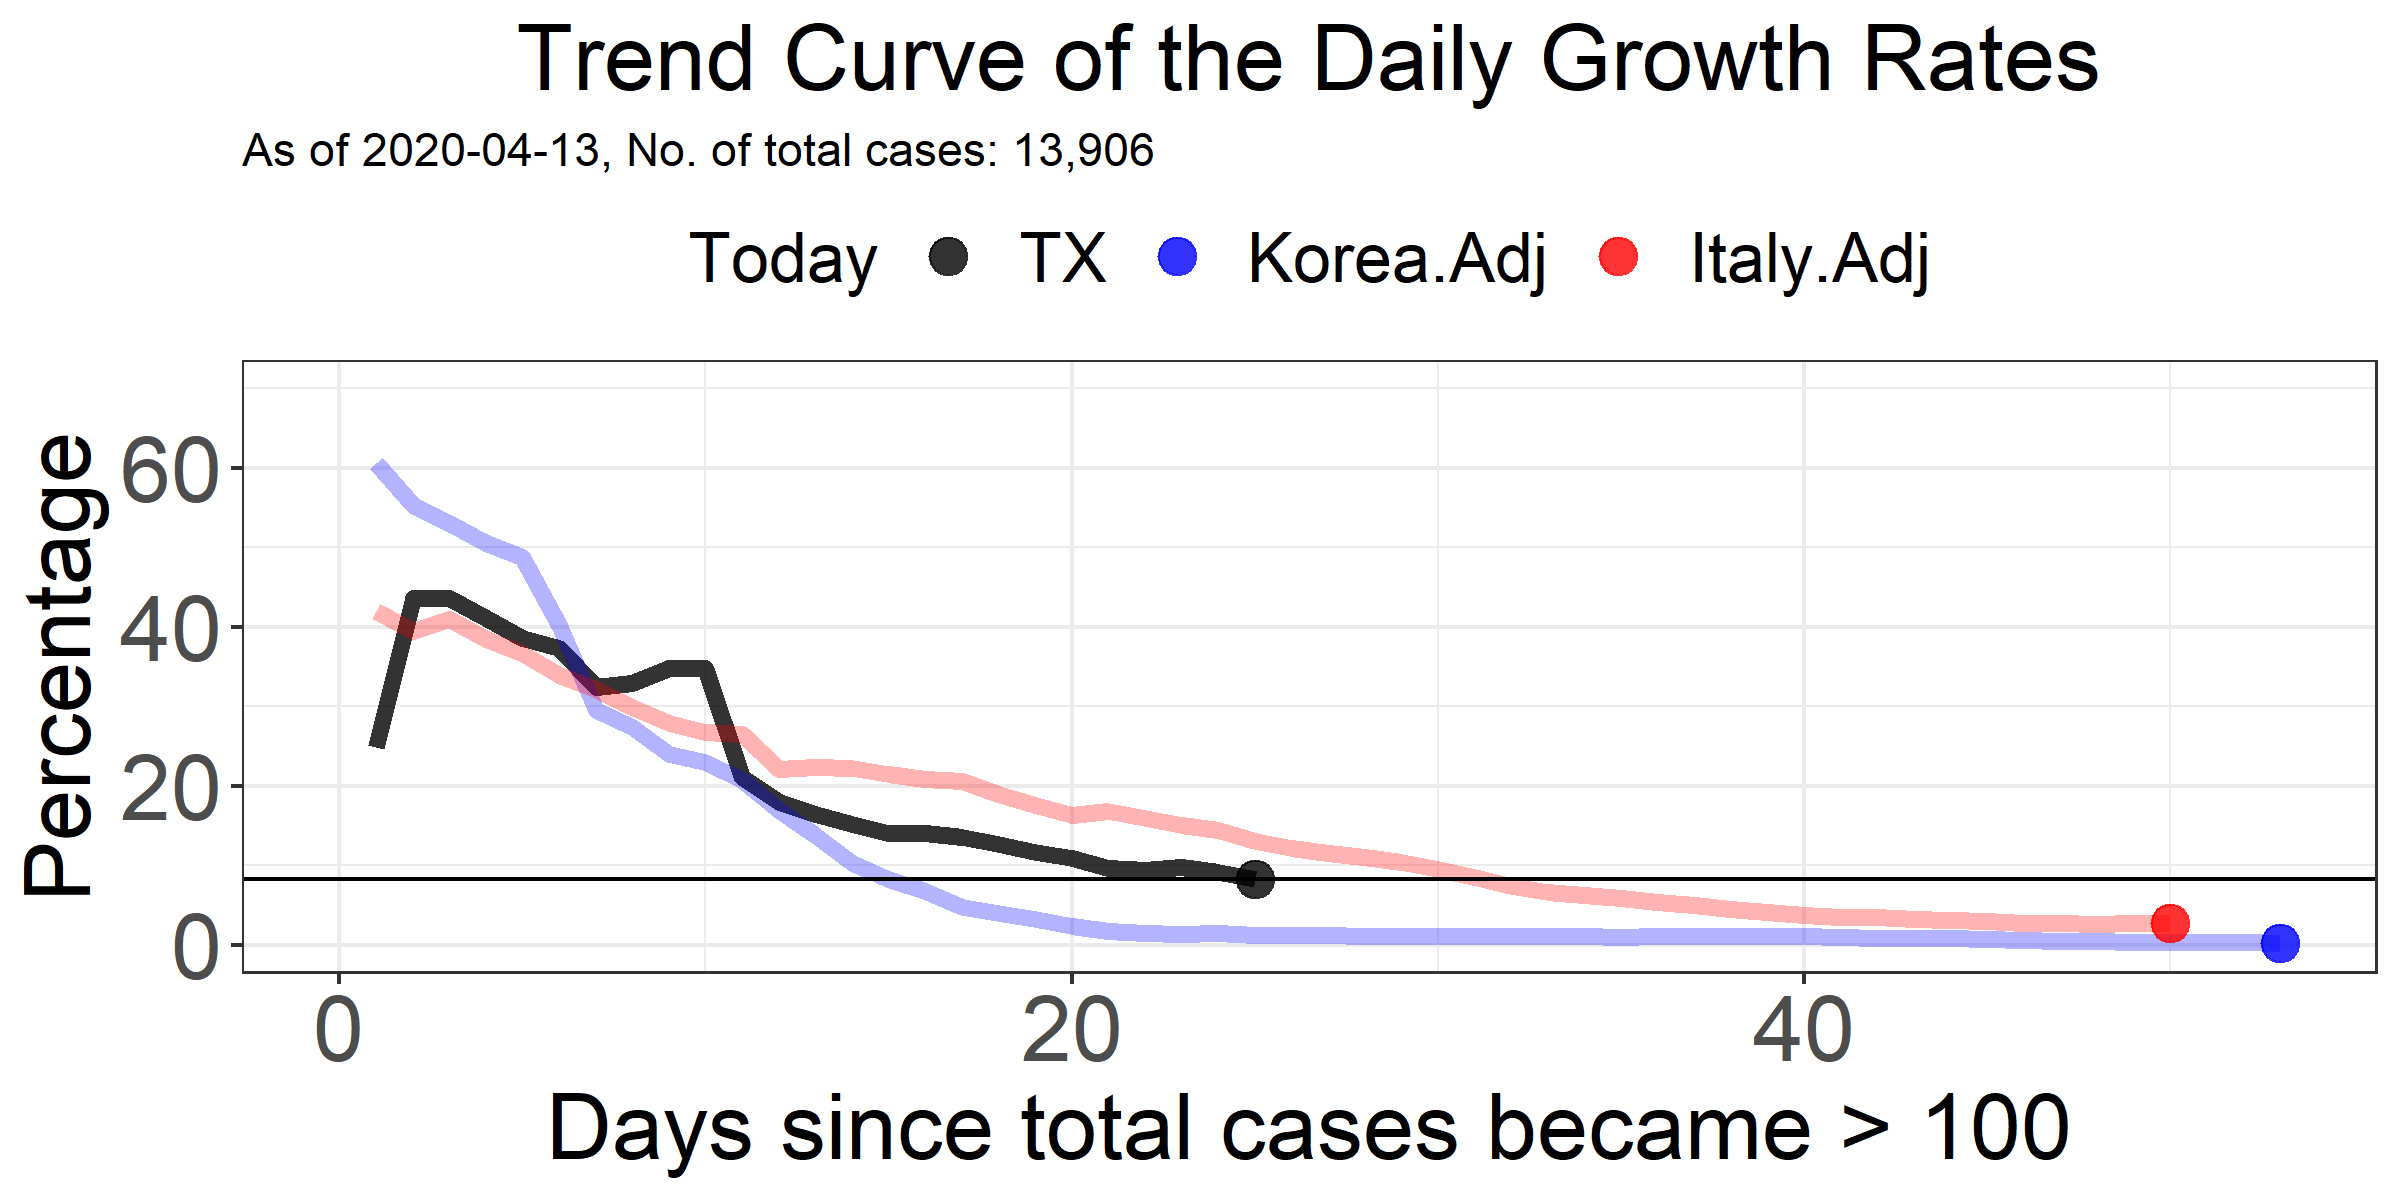 Trend Curve of the Daily Growth Rates
As of 2020-04-13, No. of total cases: 13,906
Today TX Korea.Adj Italy.Adj
Percentage
60
40
20
0
0 20 40
Days since total cases became > 100